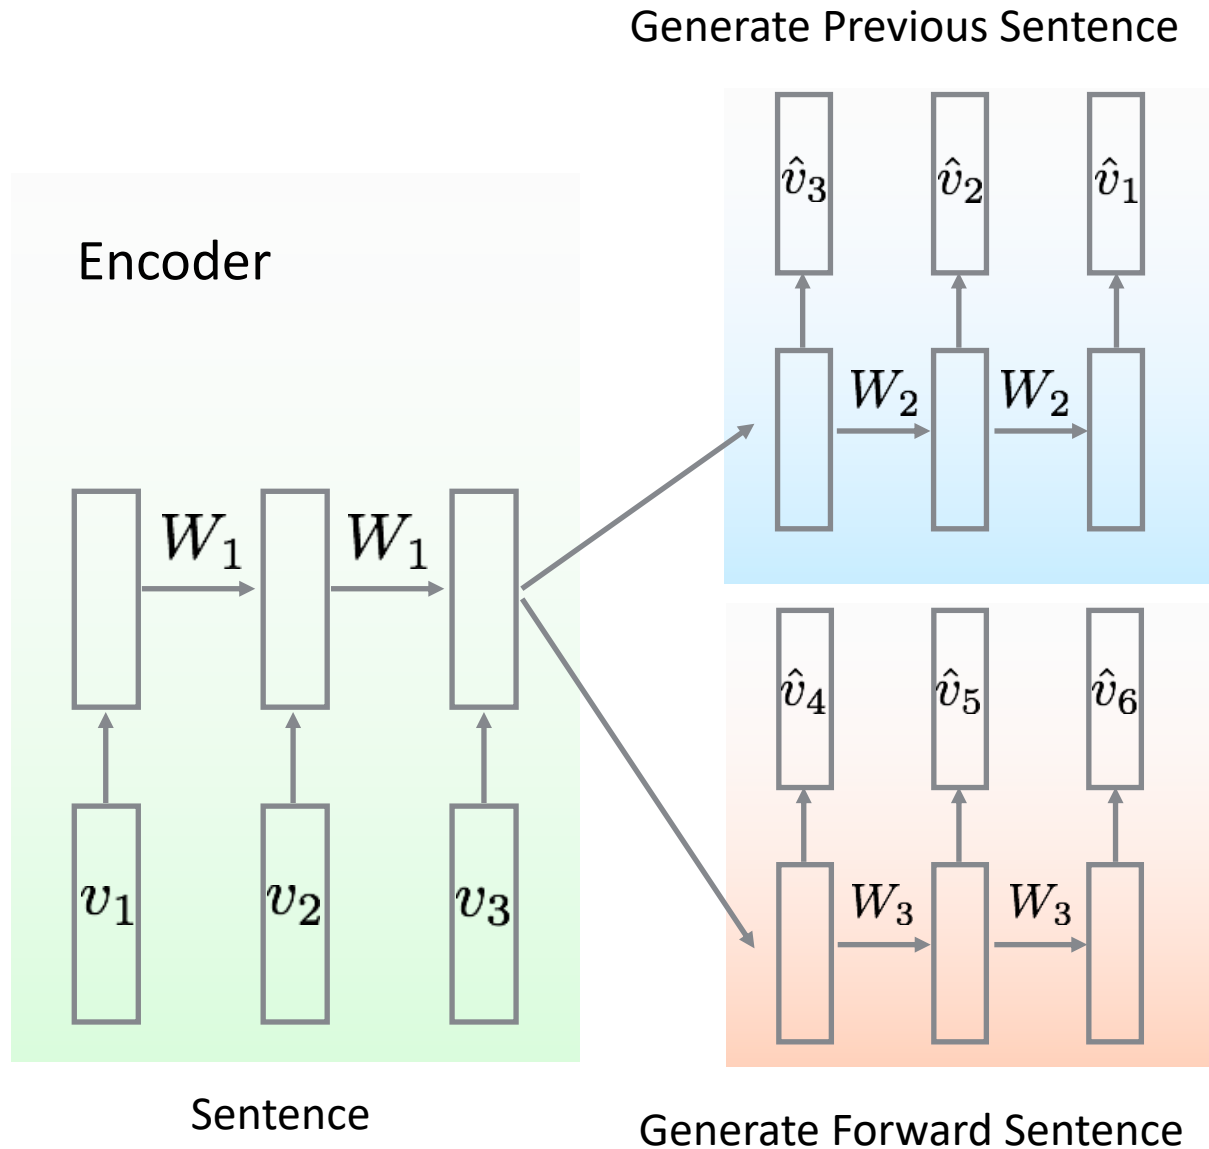 Generate Previous Sentence
v̂₃ v̂₂ v̂₁
Encoder
W₂ W₂
W₁ W₁
v̂₄ v̂₅ v̂₆
v₁ v₂ v₃
W₃ W₃
Sentence
Generate Forward Sentence